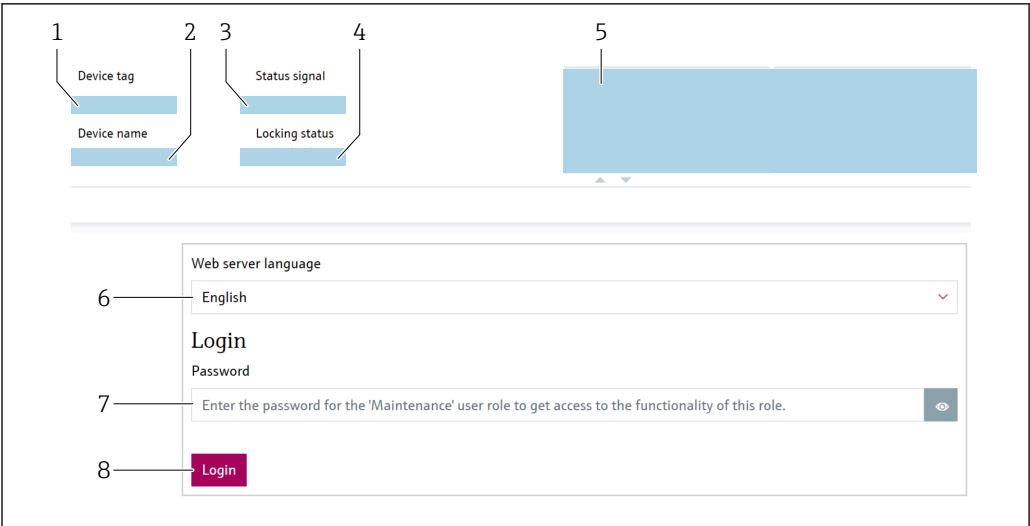 1 2 3 4 5
Device tag Status signal
Device name Locking status
Web server language
6 English
Login
Password
7 Enter the password for the 'Maintenance' user role to get access to the functionality of this role.
8 Login